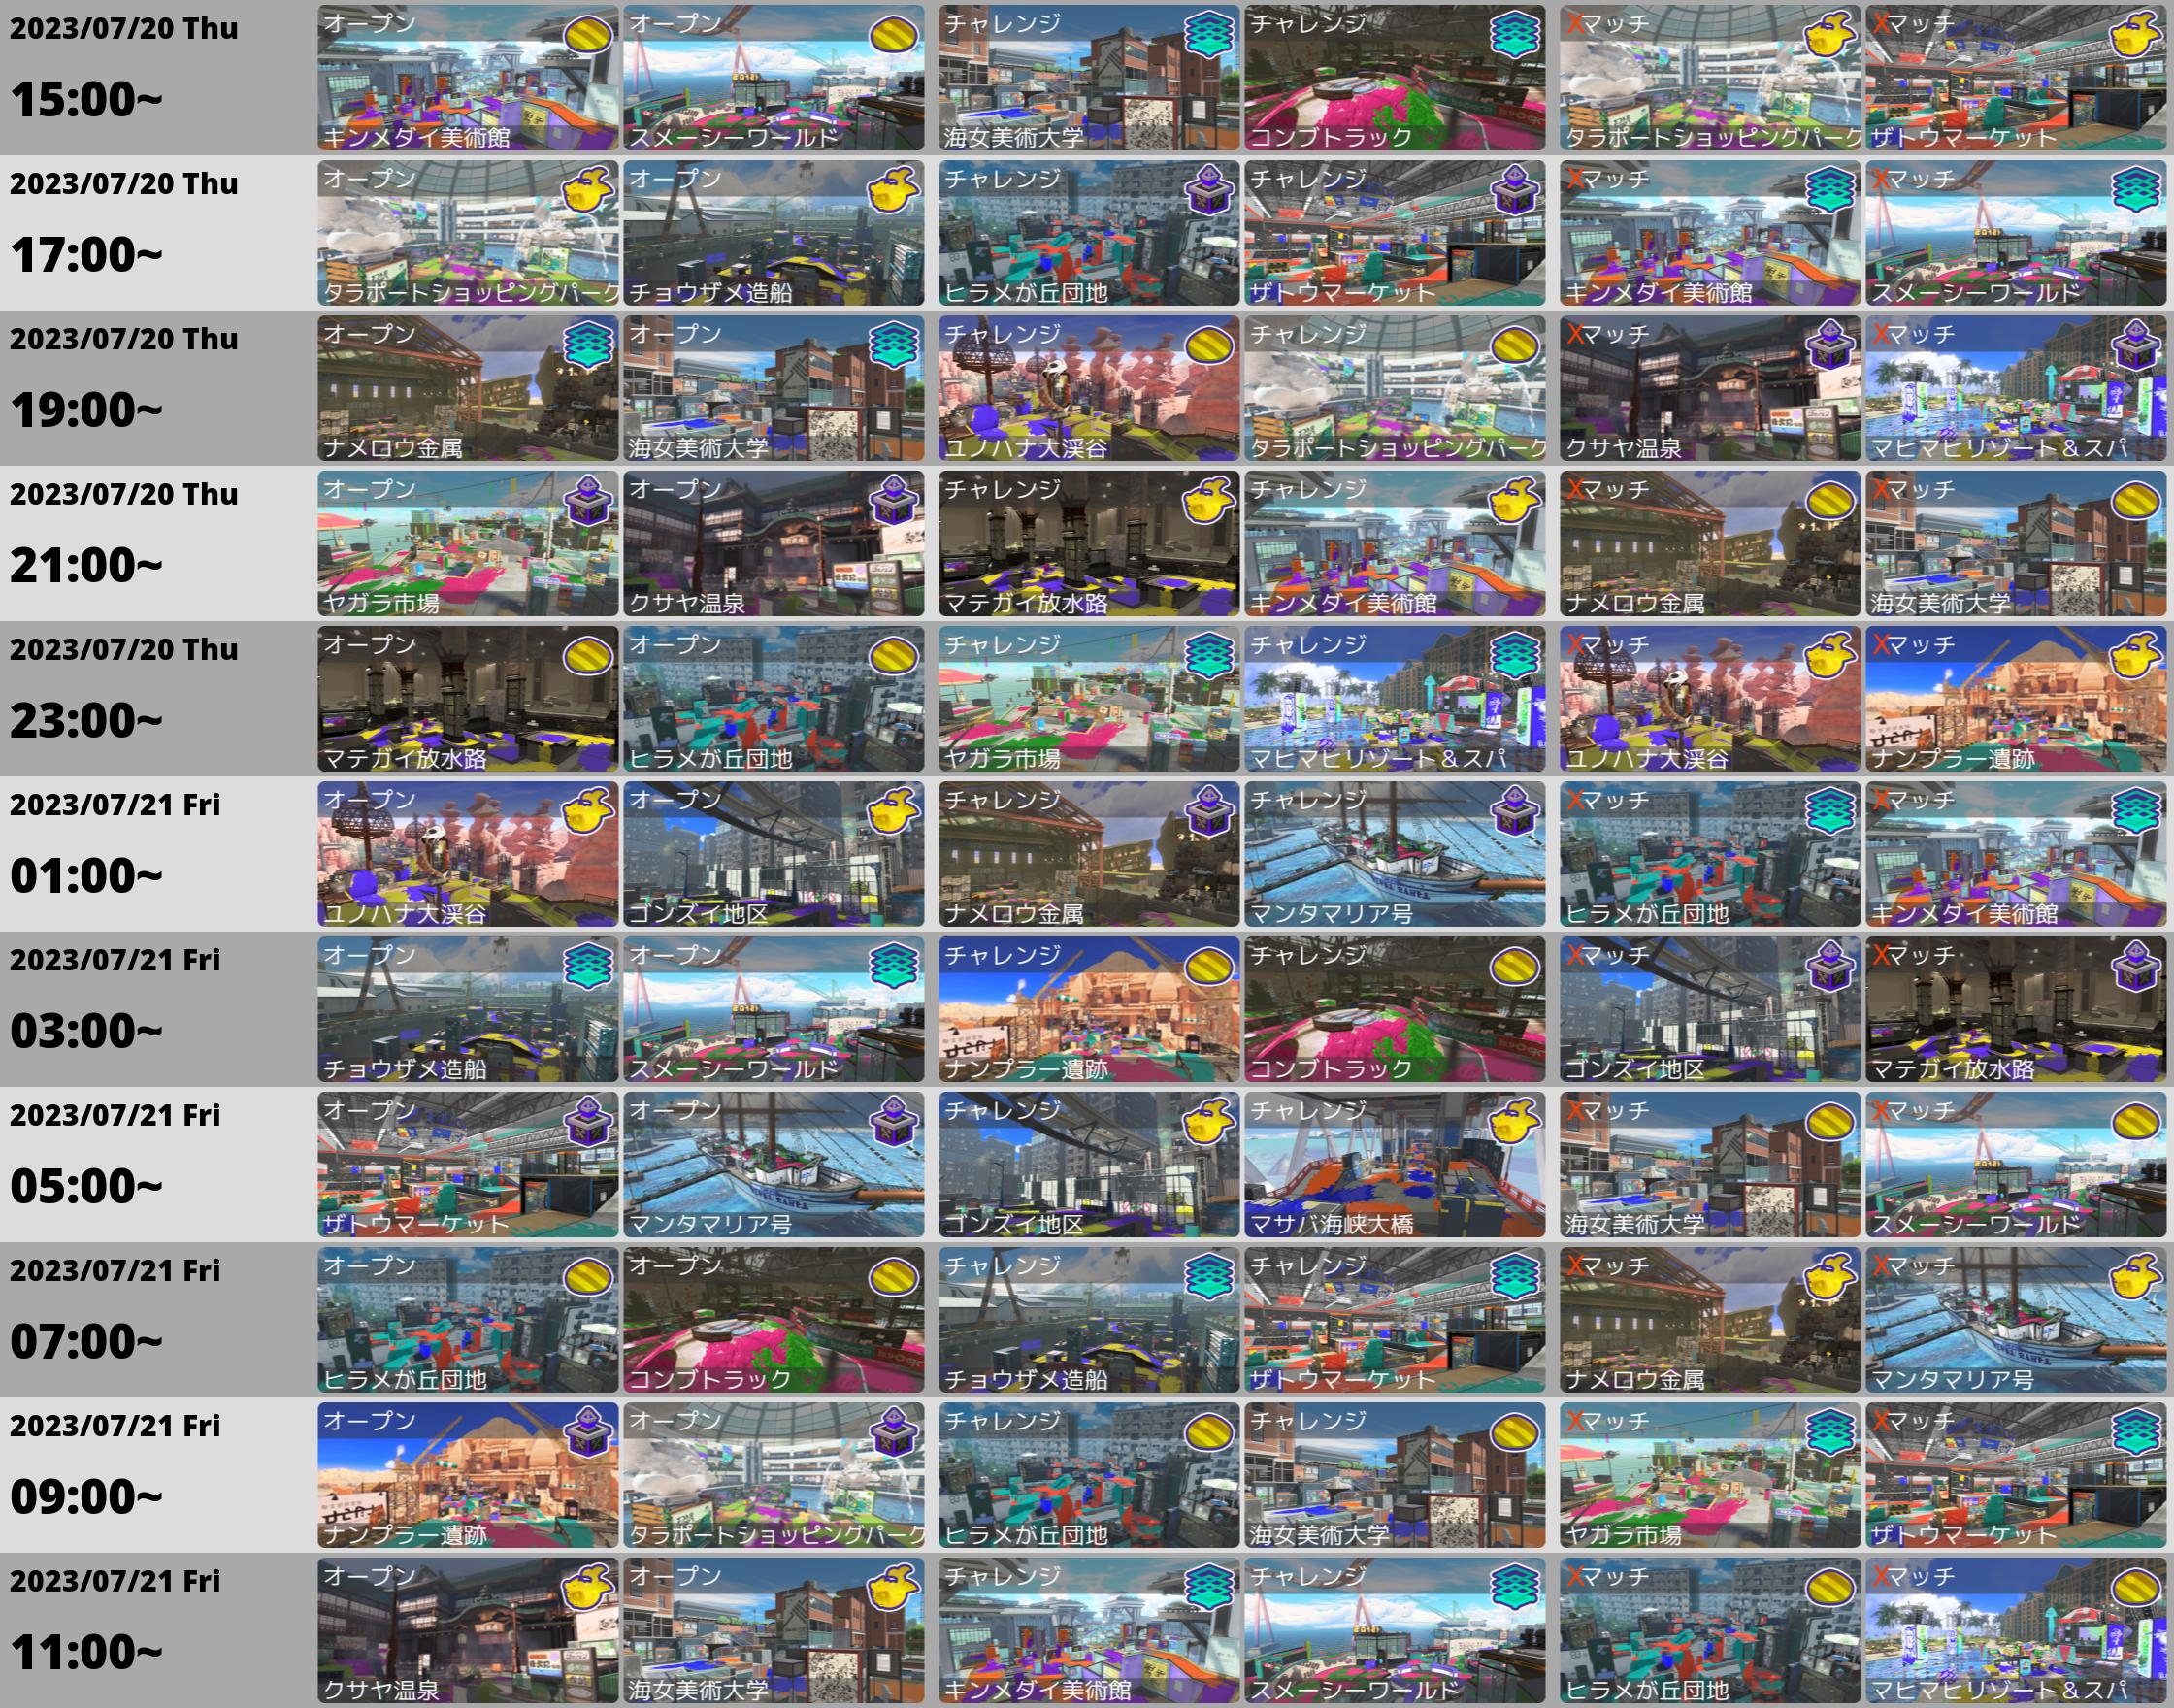 2023/07/20 Thu
15:00~
オープン オープン チャレンジ チャレンジ Xマッチ Xマッチ
キンメダイ美術館 スメーシーワールド 海女美術大学 コンブトラック タラポートショッピングパーク ザトウマーケット
2023/07/20 Thu
17:00~
オープン オープン チャレンジ チャレンジ Xマッチ Xマッチ
タラポートショッピングパーク チョウザメ造船 ヒラメが丘団地 ザトウマーケット キンメダイ美術館 スメーシーワールド
2023/07/20 Thu
19:00~
オープン オープン チャレンジ チャレンジ Xマッチ Xマッチ
ナメロウ金属 海女美術大学 ユノハナ大渓谷 タラポートショッピングパーク クサヤ温泉 マヒマヒリゾート&スパ
2023/07/20 Thu
21:00~
オープン オープン チャレンジ チャレンジ Xマッチ Xマッチ
ヤガラ市場 クサヤ温泉 マテガイ放水路 キンメダイ美術館 ナメロウ金属 海女美術大学
2023/07/20 Thu
23:00~
オープン オープン チャレンジ チャレンジ Xマッチ Xマッチ
マテガイ放水路 ヒラメが丘団地 ヤガラ市場 マヒマヒリゾート&スパ ユノハナ大渓谷 ナンプラー遺跡
2023/07/21 Fri
01:00~
オープン オープン チャレンジ チャレンジ Xマッチ Xマッチ
ユノハナ大渓谷 ゴンズイ地区 ナメロウ金属 マンタマリア号 ヒラメが丘団地 キンメダイ美術館
2023/07/21 Fri
03:00~
オープン オープン チャレンジ チャレンジ Xマッチ Xマッチ
チョウザメ造船 スメーシーワールド ナンプラー遺跡 コンブトラック ゴンズイ地区 マテガイ放水路
2023/07/21 Fri
05:00~
オープン オープン チャレンジ チャレンジ Xマッチ Xマッチ
ザトウマーケット マンタマリア号 ゴンズイ地区 マサバ海峡大橋 海女美術大学 スメーシーワールド
2023/07/21 Fri
07:00~
オープン オープン チャレンジ チャレンジ Xマッチ Xマッチ
ヒラメが丘団地 コンブトラック チョウザメ造船 ザトウマーケット ナメロウ金属 マンタマリア号
2023/07/21 Fri
09:00~
オープン オープン チャレンジ チャレンジ Xマッチ Xマッチ
ナンプラー遺跡 タラポートショッピングパーク ヒラメが丘団地 海女美術大学 ヤガラ市場 ザトウマーケット
2023/07/21 Fri
11:00~
オープン オープン チャレンジ チャレンジ Xマッチ Xマッチ
クサヤ温泉 海女美術大学 キンメダイ美術館 スメーシーワールド ヒラメが丘団地 マヒマヒリゾート&スパ